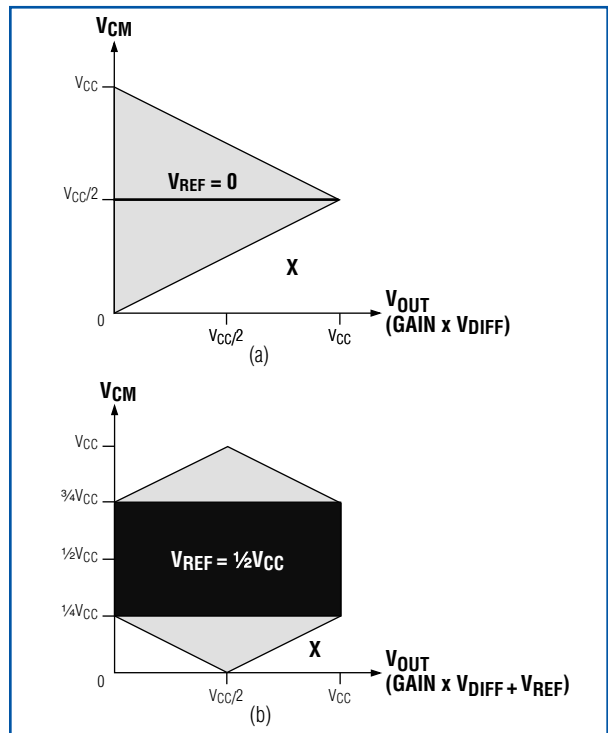 VCM
VCC
VREF = 0
VCC/2
X
0
VOUT
(GAIN x VDIFF)
VCC/2
VCC
(a)
VCM
VCC
¾VCC
½VCC
VREF = ½VCC
¼VCC
X
0
VOUT
(GAIN x VDIFF + VREF)
VCC/2
VCC
(b)